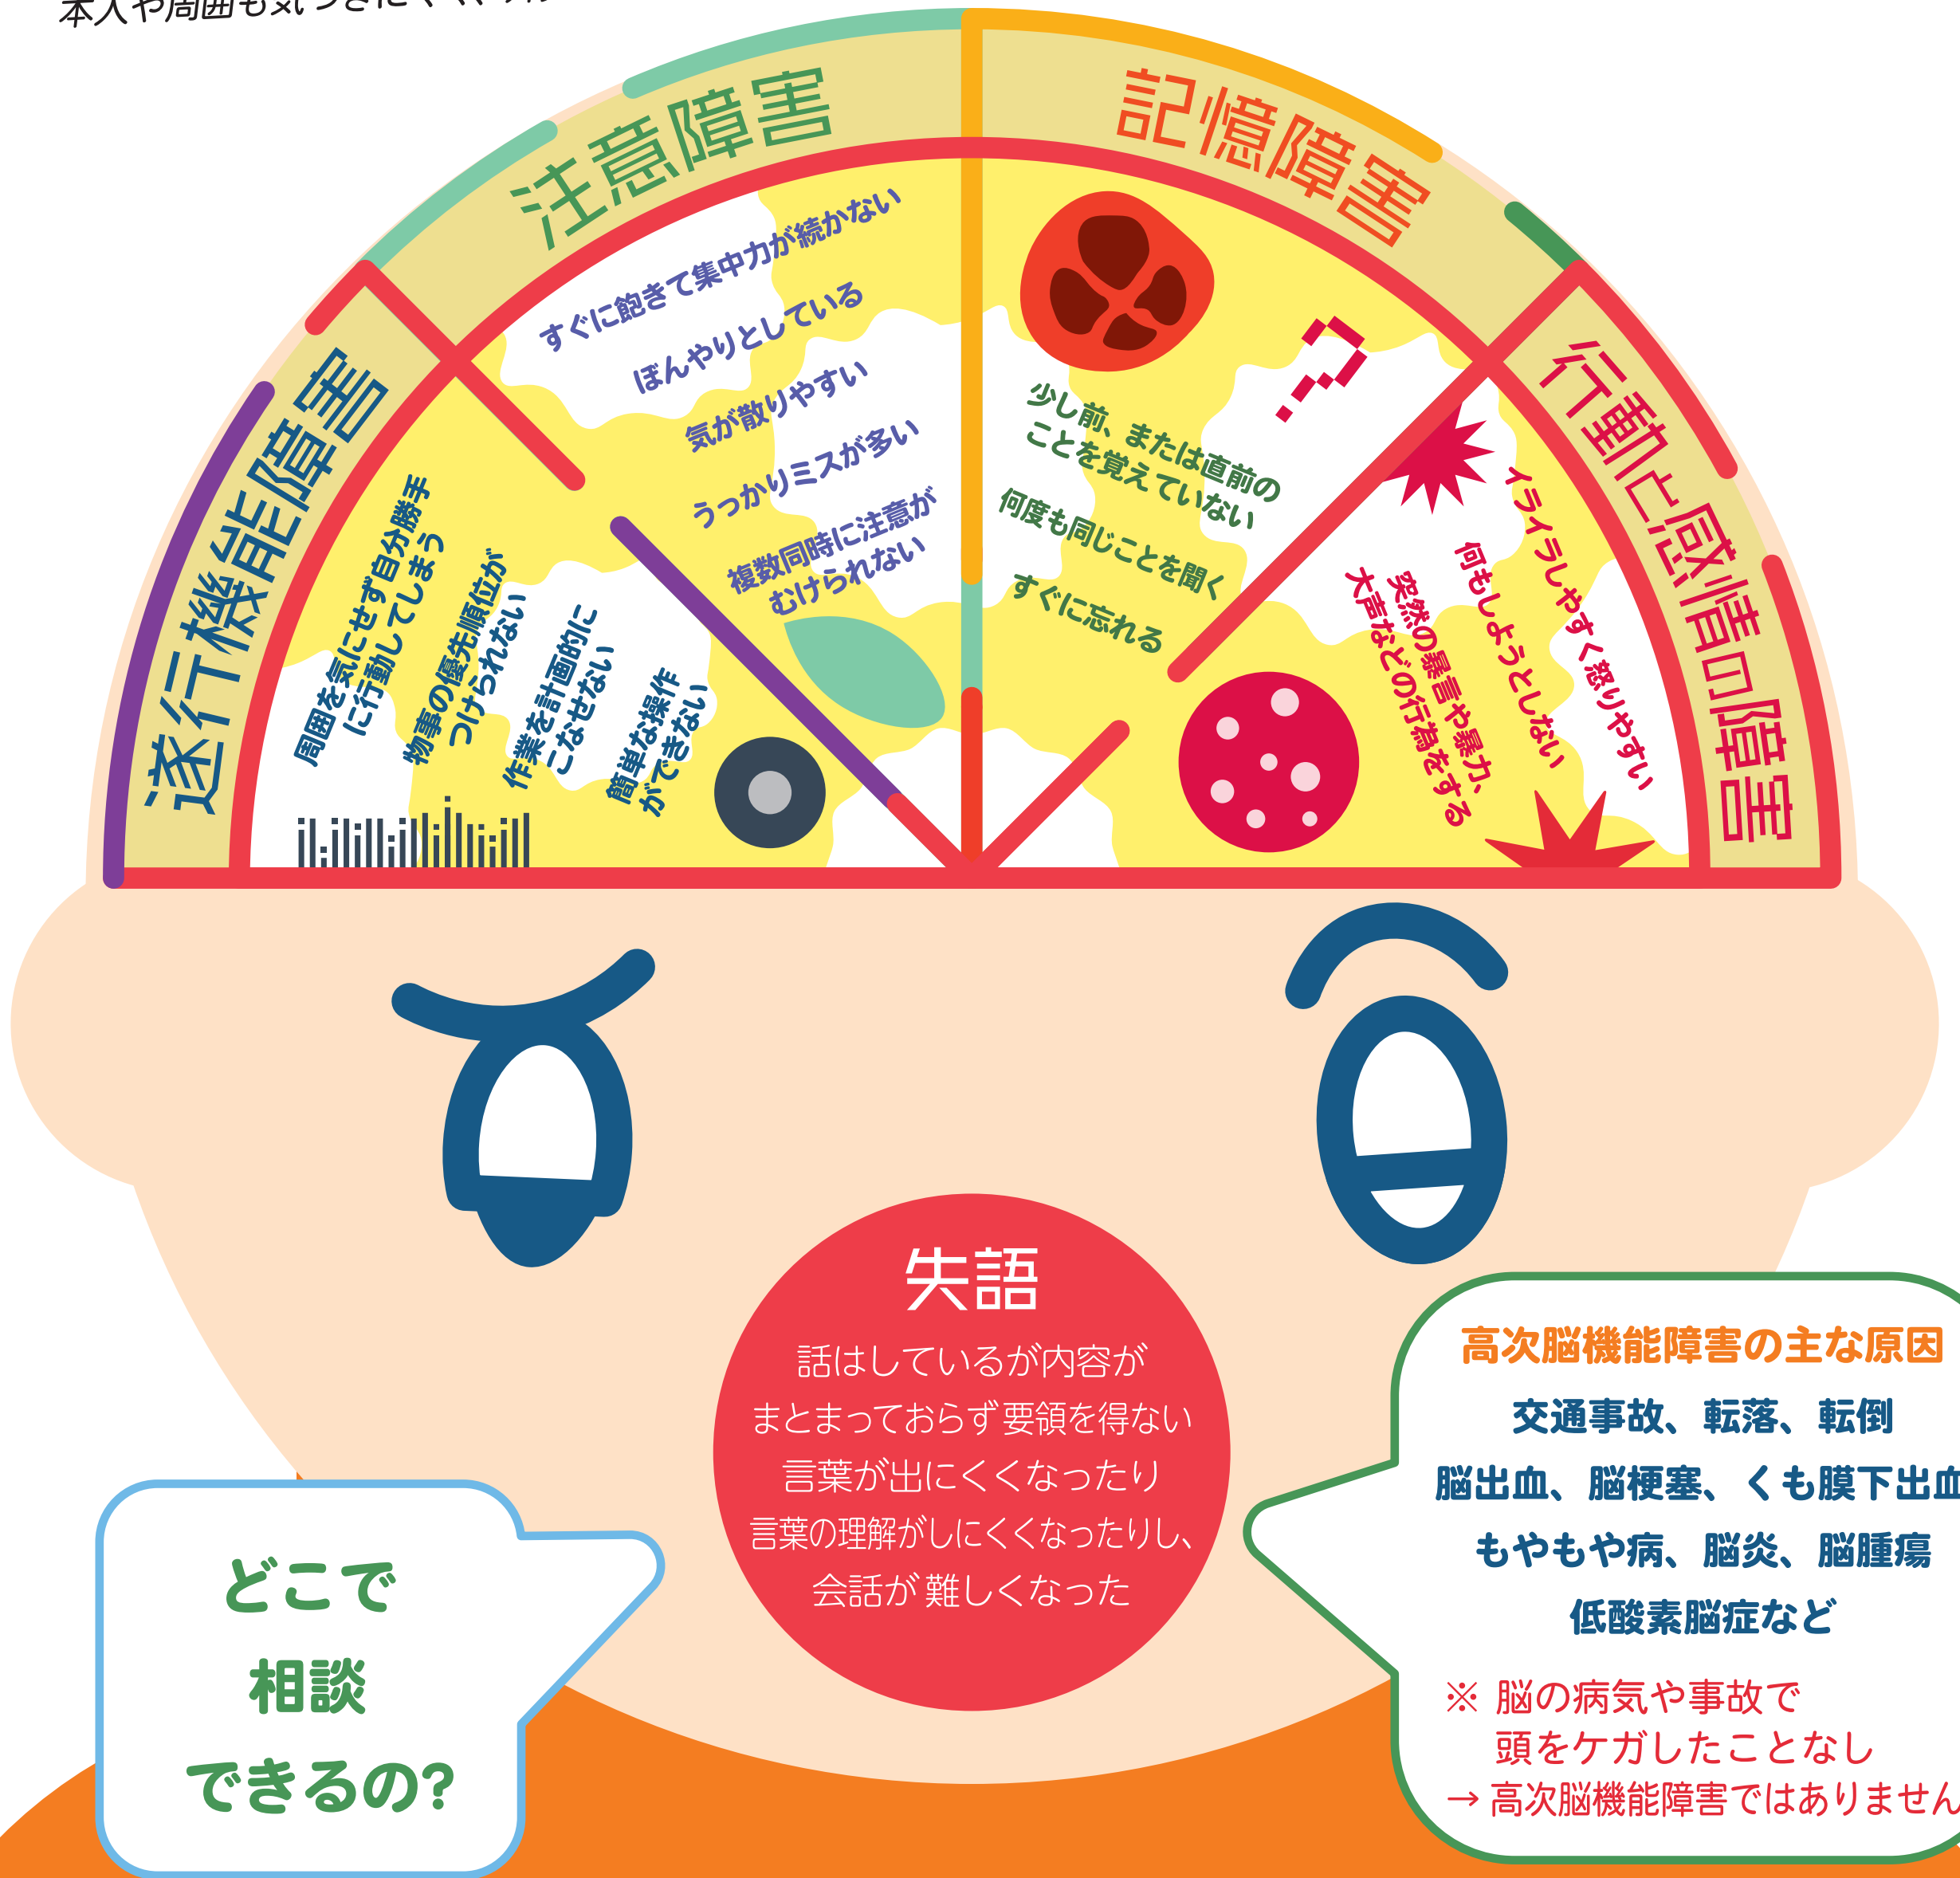 本人や周囲も気づきにくく
遂行機能障害
周囲を気にせず自分勝手
に行動してしまう
物事の優先順位が
つけられない
作業を計画的に
こなせない
簡単な操作
ができない
注意障害
すぐに飽きて集中力が続かない
ぼんやりとしている
気が散りやすい
うっかりミスが多い
複数同時に注意が
むけられない
記憶障害
?
少し前、または直前の
ことを覚えていない
何度も同じことを聞く
すぐに忘れる
行動と感情の障害
イライラしやすく怒りやすい
何もしようとしない
突然の暴言や暴力、
大声などの行為をする
失語
話はしているが内容が
まとまっておらず要領を得ない
言葉が出にくくなったり
言葉の理解がしにくくなったりし、
会話が難しくなった
どこで
相談
できるの?
高次脳機能障害の主な原因
交通事故、転落、転倒
脳出血、脳梗塞、くも膜下出血
もやもや病、脳炎、脳腫瘍
低酸素脳症など
※ 脳の病気や事故で
頭をケガしたことなし
→ 高次脳機能障害ではありません